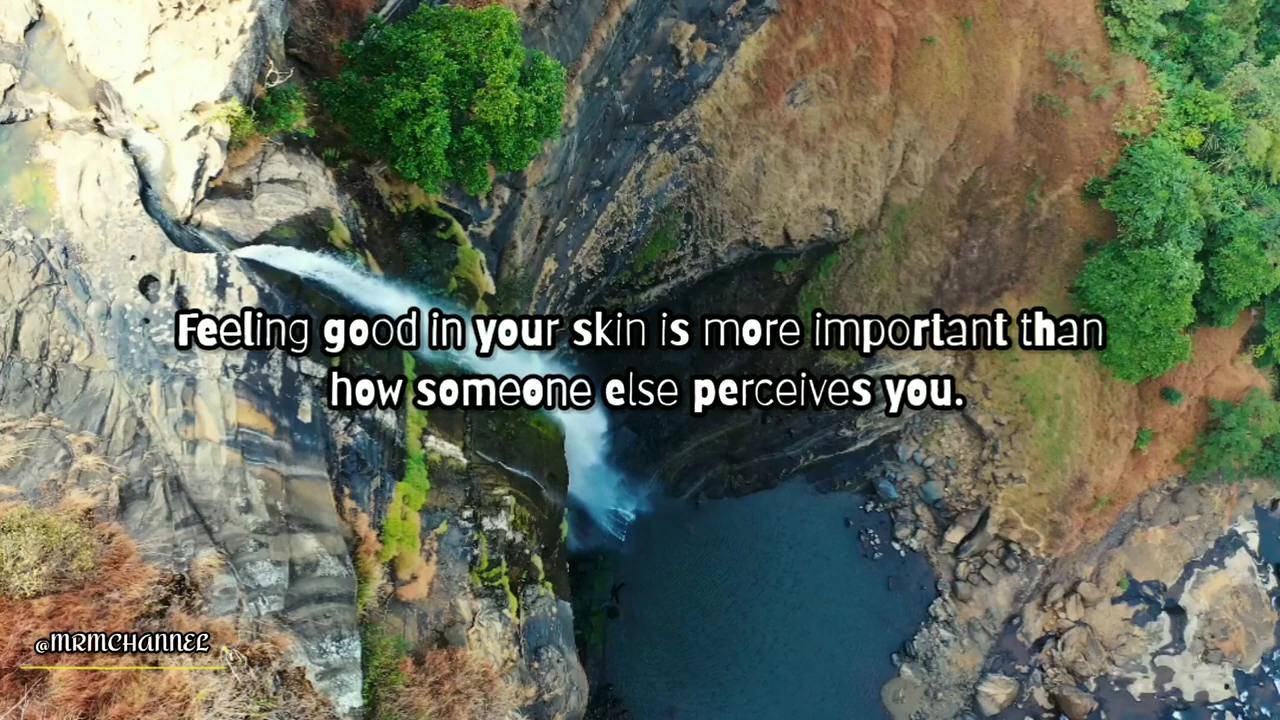 Feeling good in your skin is more important than
how someone else perceives you.
@MRMCHANNEL